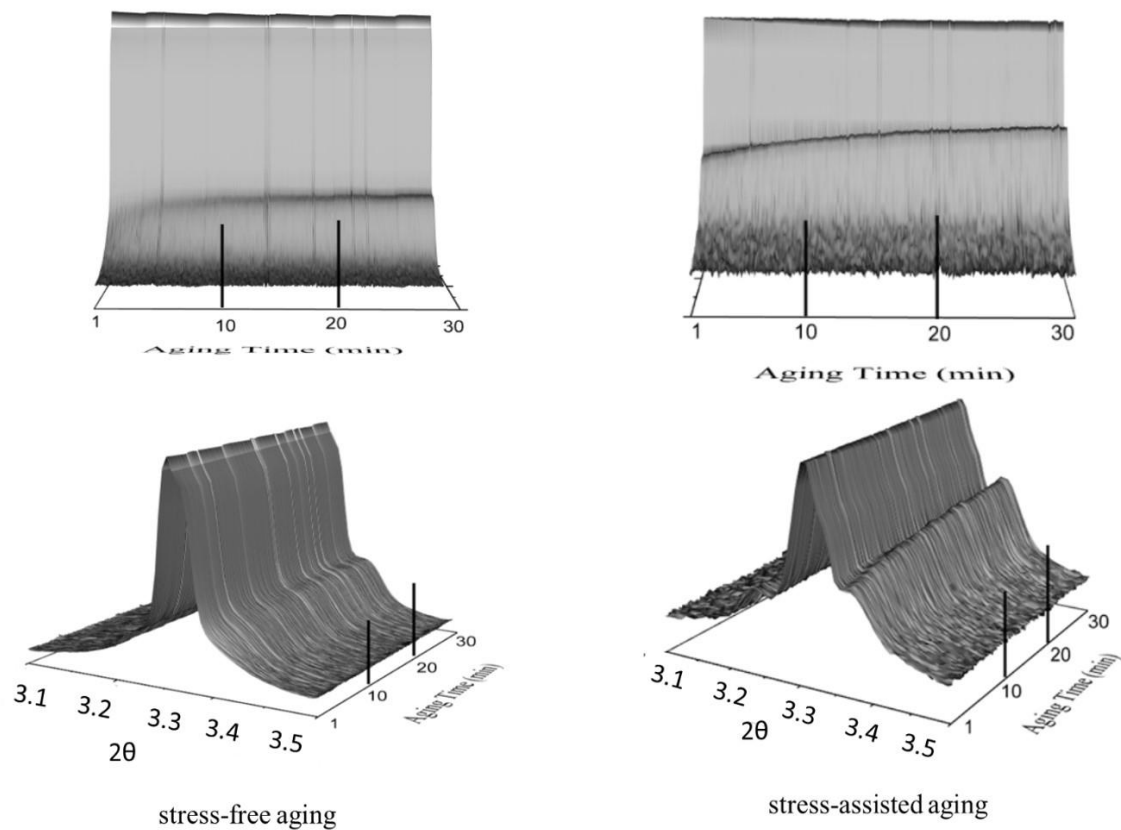 1 10 20 30
Aging Time (min)
1 10 20 30
Aging Time (min)
3.1 3.2 3.3 3.4 3.5
2θ
1 10 20 30
Aging Time (min)
3.1 3.2 3.3 3.4 3.5
2θ
1 10 20 30
Aging Time (min)
stress-free aging
stress-assisted aging